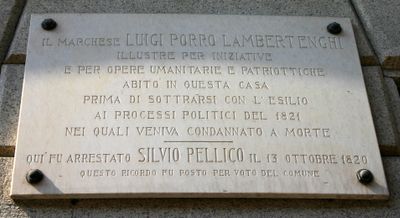 IL MARCHESE LUIGI PORRO LAMBERTENGHI
ILLUSTRE PER INIZIATIVE
E PER OPERE UMANITARIE E PATRIOTTICHE
ABITÒ IN QUESTA CASA
PRIMA DI SOTTRARSI CON L'ESILIO
AI PROCESSI POLITICI DEL 1821
NEI QUALI VENIVA CONDANNATO A MORTE
QUI FU ARRESTATO SILVIO PELLICO IL 13 OTTOBRE 1820
QUESTO RICORDO FU POSTO PER VOTO DEL COMUNE